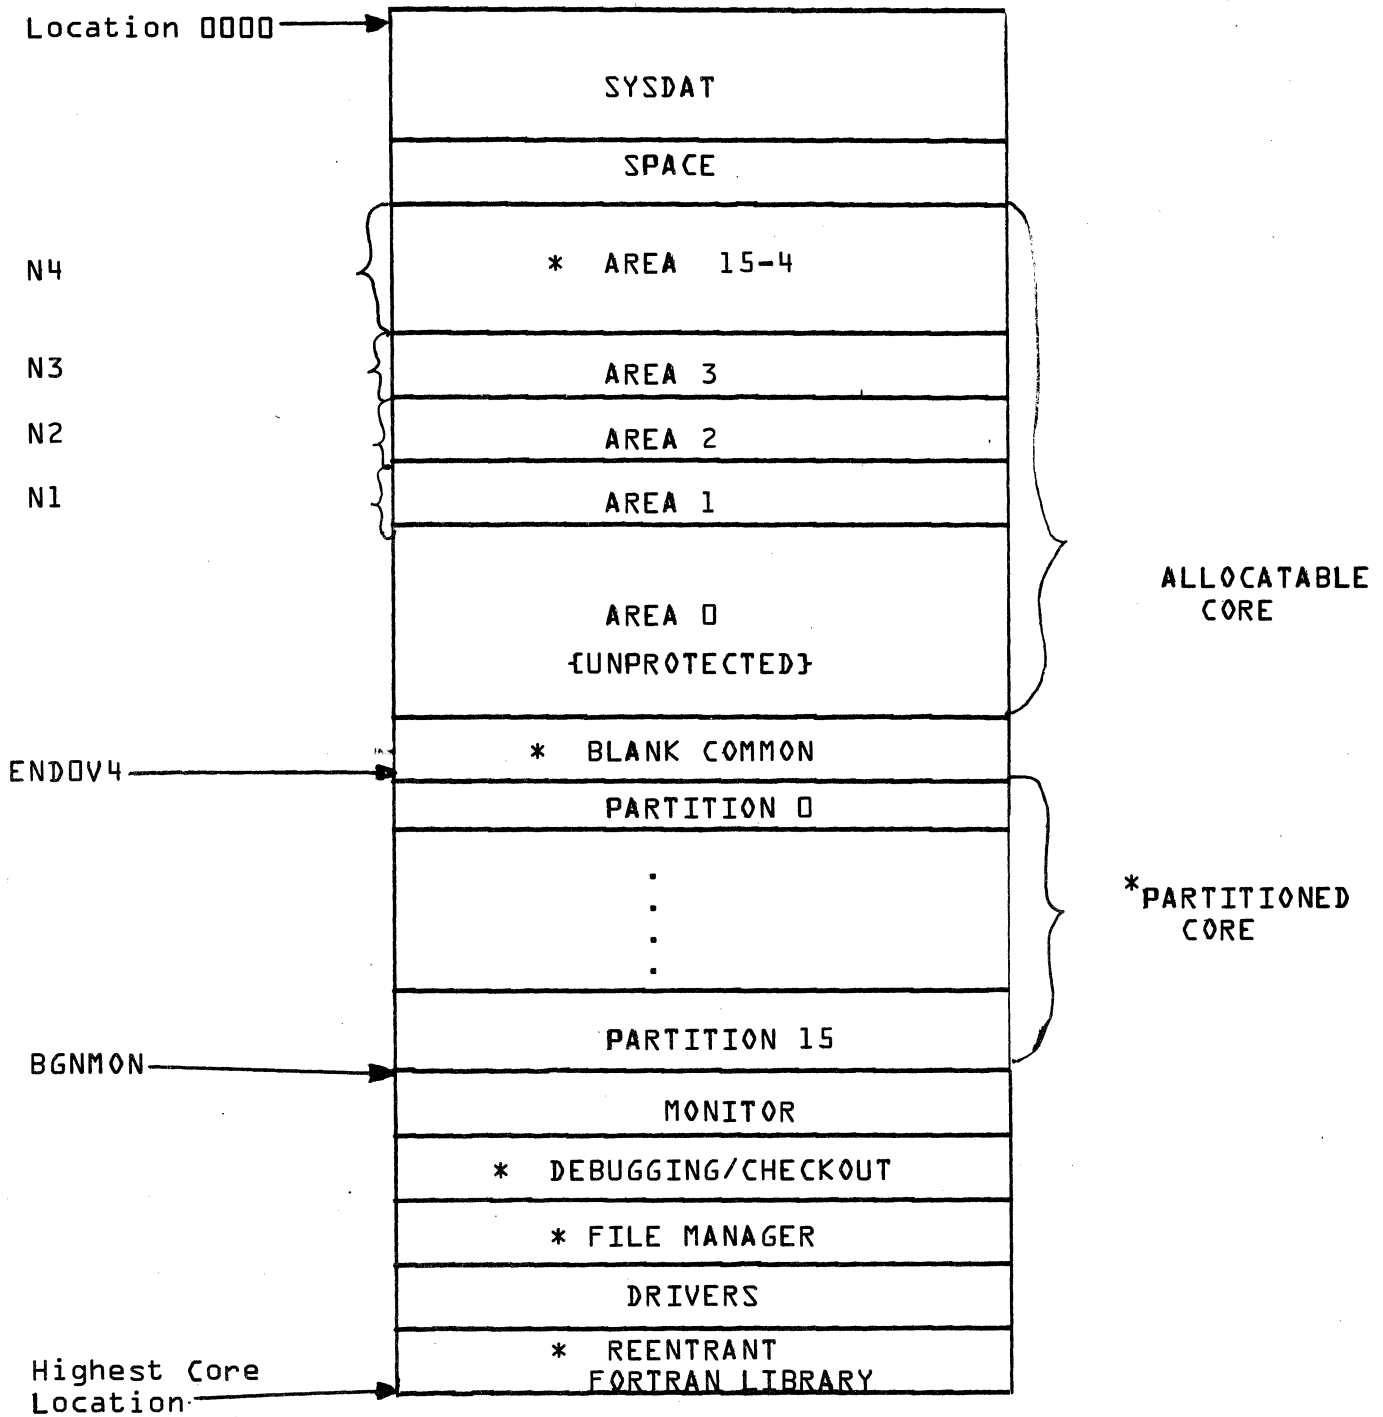 Location 0000
SYSDAT
SPACE
N4
* AREA 15-4
N3
AREA 3
N2
AREA 2
N1
AREA 1
AREA 0
{UNPROTECTED}
ALLOCATABLE
CORE
* BLANK COMMON
ENDOV4
PARTITION 0
*PARTITIONED
CORE
PARTITION 15
BGNMON
MONITOR
* DEBUGGING/CHECKOUT
* FILE MANAGER
DRIVERS
* REENTRANT
FORTRAN LIBRARY
Highest Core
Location